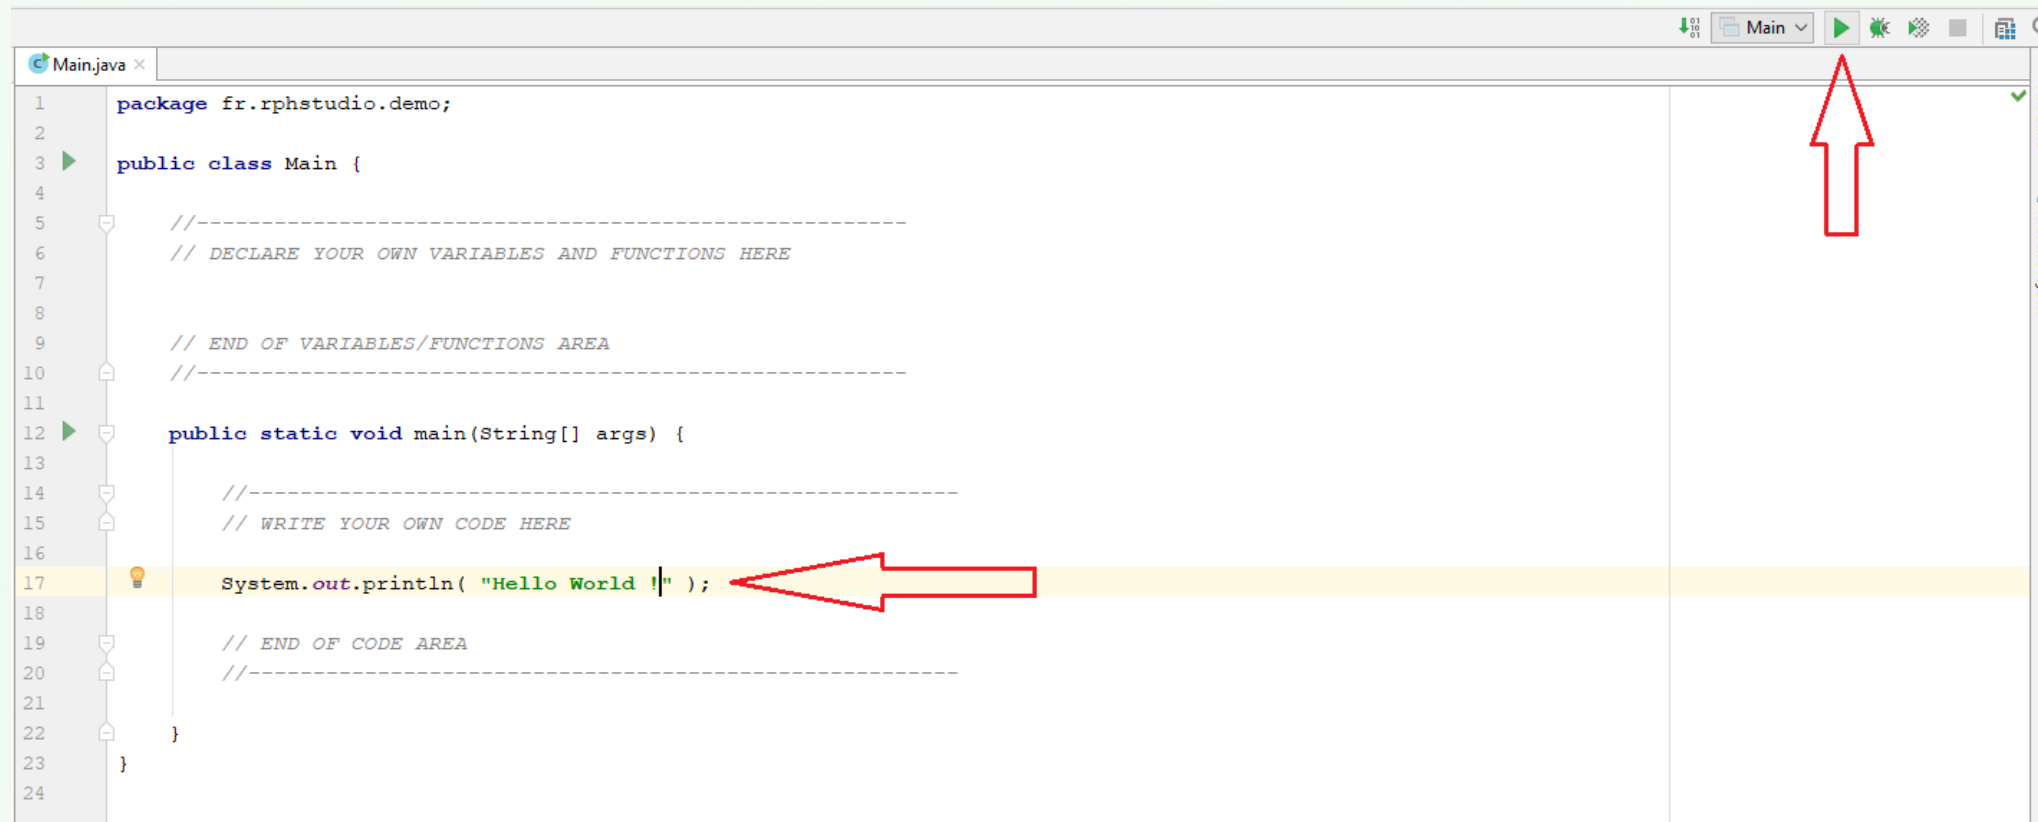 Main
Main.java
1 package fr.rphstudio.demo;
2
3 public class Main {
4
5 //-------------------------------------------------------
6 // DECLARE YOUR OWN VARIABLES AND FUNCTIONS HERE
7
8
9 // END OF VARIABLES/FUNCTIONS AREA
10 //-------------------------------------------------------
11
12 public static void main(String[] args) {
13
14 //-------------------------------------------------------
15 // WRITE YOUR OWN CODE HERE
16
17 System.out.println( "Hello World !" );
18
19 // END OF CODE AREA
20 //-------------------------------------------------------
21
22 }
23 }
24